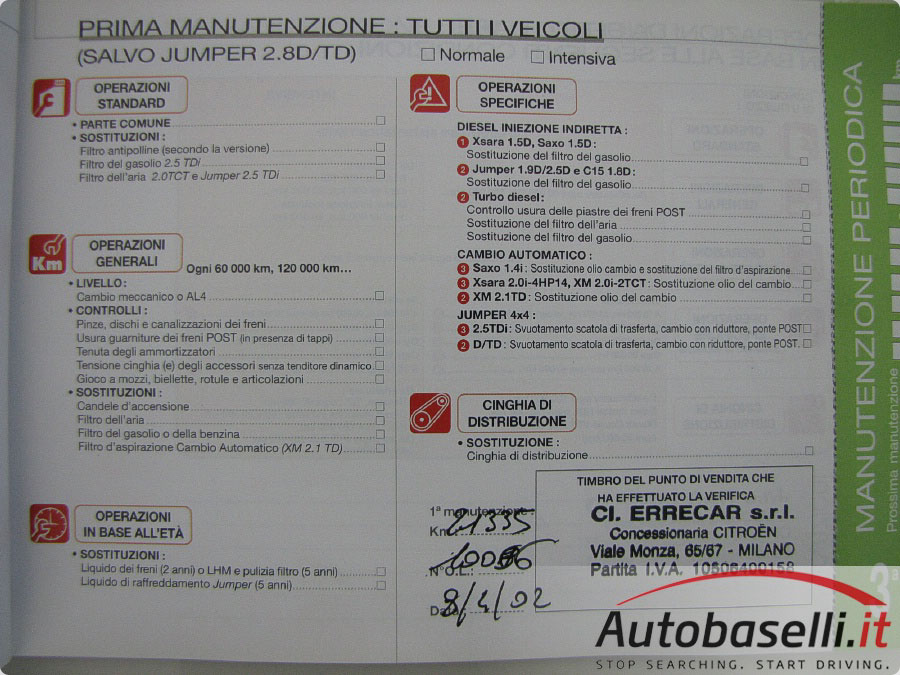 PRIMA MANUTENZIONE : TUTTI I VEICOLI
(SALVO JUMPER 2.8D/TD)
Normale
Intensiva
OPERAZIONI
STANDARD
• PARTE COMUNE
• SOSTITUZIONI :
Filtro antipolline (secondo la versione)
Filtro del gasolio 2.5 TDi
Filtro dell'aria 2.0TCT e Jumper 2.5 TDi
OPERAZIONI
GENERALI
Km
Ogni 60 000 km, 120 000 km...
• LIVELLO :
Cambio meccanico o AL4
• CONTROLLI :
Pinze, dischi e canalizzazioni dei freni
Usura guarniture dei freni POST (in presenza di tappi)
Tenuta degli ammortizzatori
Tensione cinghia (e) degli accessori senza tenditore dinamico
Gioco a mozzi, biellette, rotule e articolazioni
• SOSTITUZIONI :
Candele d'accensione
Filtro dell'aria
Filtro del gasolio o della benzina
Filtro d'aspirazione Cambio Automatico (XM 2.1 TD)
OPERAZIONI
IN BASE ALL'ETÀ
• SOSTITUZIONI :
Liquido dei freni (2 anni) o LHM e pulizia filtro (5 anni)
Liquido di raffreddamento Jumper (5 anni)
OPERAZIONI
SPECIFICHE
DIESEL INIEZIONE INDIRETTA :
1 Xsara 1.5D, Saxo 1.5D :
Sostituzione del filtro del gasolio
2 Jumper 1.9D/2.5D e C15 1.8D :
Sostituzione del filtro del gasolio
2 Turbo diesel :
Controllo usura delle piastre dei freni POST
Sostituzione del filtro dell'aria
Sostituzione del filtro del gasolio
CAMBIO AUTOMATICO :
3 Saxo 1.4i : Sostituzione olio cambio e sostituzione del filtro d'aspirazione
3 Xsara 2.0i-4HP14, XM 2.0i-2TCT : Sostituzione olio del cambio
2 XM 2.1TD : Sostituzione olio del cambio
JUMPER 4x4 :
3 2.5TDi : Svuotamento scatola di trasferta, cambio con riduttore, ponte POST
2 D/TD : Svuotamento scatola di trasferta, cambio con riduttore, ponte POST.
CINGHIA DI
DISTRIBUZIONE
• SOSTITUZIONE :
Cinghia di distribuzione
1ª manutenzione
Km 21335
N° O.L. :
Data 8/4/02
TIMBRO DEL PUNTO DI VENDITA CHE
HA EFFETTUATO LA VERIFICA
CI. ERRECAR s.r.l.
Concessionaria CITROËN
Viale Monza, 65/67 - MILANO
Partita I.V.A. 10606400158
MANUTENZIONE PERIODICA
Prossima manutenzione
km
3
Autobaselli.it
STOP SEARCHING. START DRIVING.